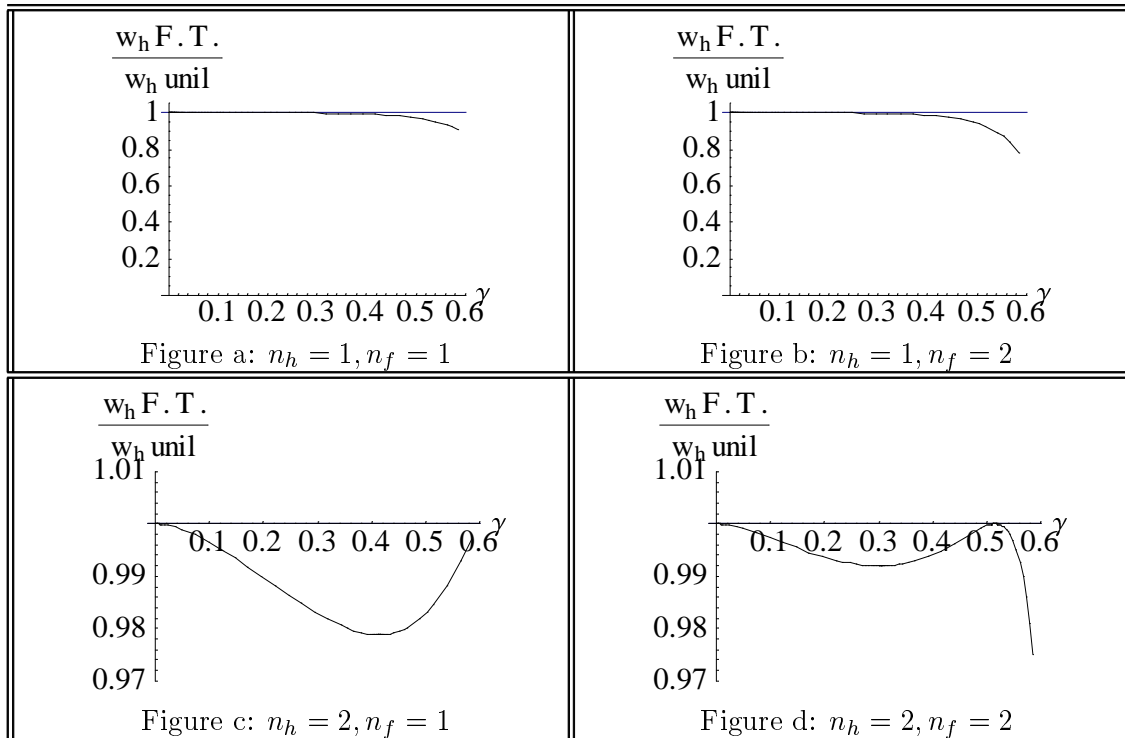 w_h F. T.
w_h unil
1
0.8
0.6
0.4
0.2
0.1 0.2 0.3 0.4 0.5 0.6 γ
Figure a: n_h = 1, n_f = 1
w_h F. T.
w_h unil
1
0.8
0.6
0.4
0.2
0.1 0.2 0.3 0.4 0.5 0.6 γ
Figure b: n_h = 1, n_f = 2
w_h F. T.
w_h unil
1.01
0.1 0.2 0.3 0.4 0.5 0.6 γ
0.99
0.98
0.97
Figure c: n_h = 2, n_f = 1
w_h F. T.
w_h unil
1.01
0.1 0.2 0.3 0.4 0.5 0.6 γ
0.99
0.98
0.97
Figure d: n_h = 2, n_f = 2